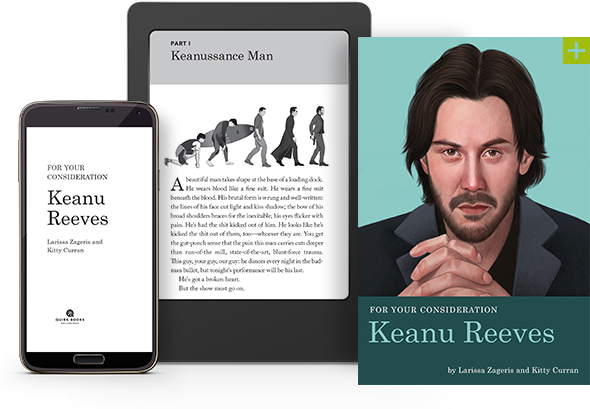 FOR YOUR
CONSIDERATION
Keanu
Reeves
Larissa Zageris and
Kitty Curran
QUIRK BOOKS
PHILADELPHIA
PART I
Keanussance Man
A beautiful man takes shape at the base of a loading dock.
He wears blood like a fine suit. He wears a fine suit
beneath the blood. His brutal form is wrung and well-written:
the lines of his face cut light and kiss shadow; the bow of his
broad shoulders braces for the inevitable, his eyes flicker with
pain. He's had the shit kicked out of him. He looks like he's
kicked the shit out of them, too—whoever they are. You get
the gut-punch sense that the pain this man carries cuts deeper
than run-of-the mill, state-of-the-art, blunt-force trauma.
This guy, your guy, our guy: he dances every night in the bad-
man ballet, but tonight's performance will be his last.
He's got a broken heart.
But the show must go on.
FOR YOUR CONSIDERATION
Keanu Reeves
by Larissa Zageris and Kitty Curran